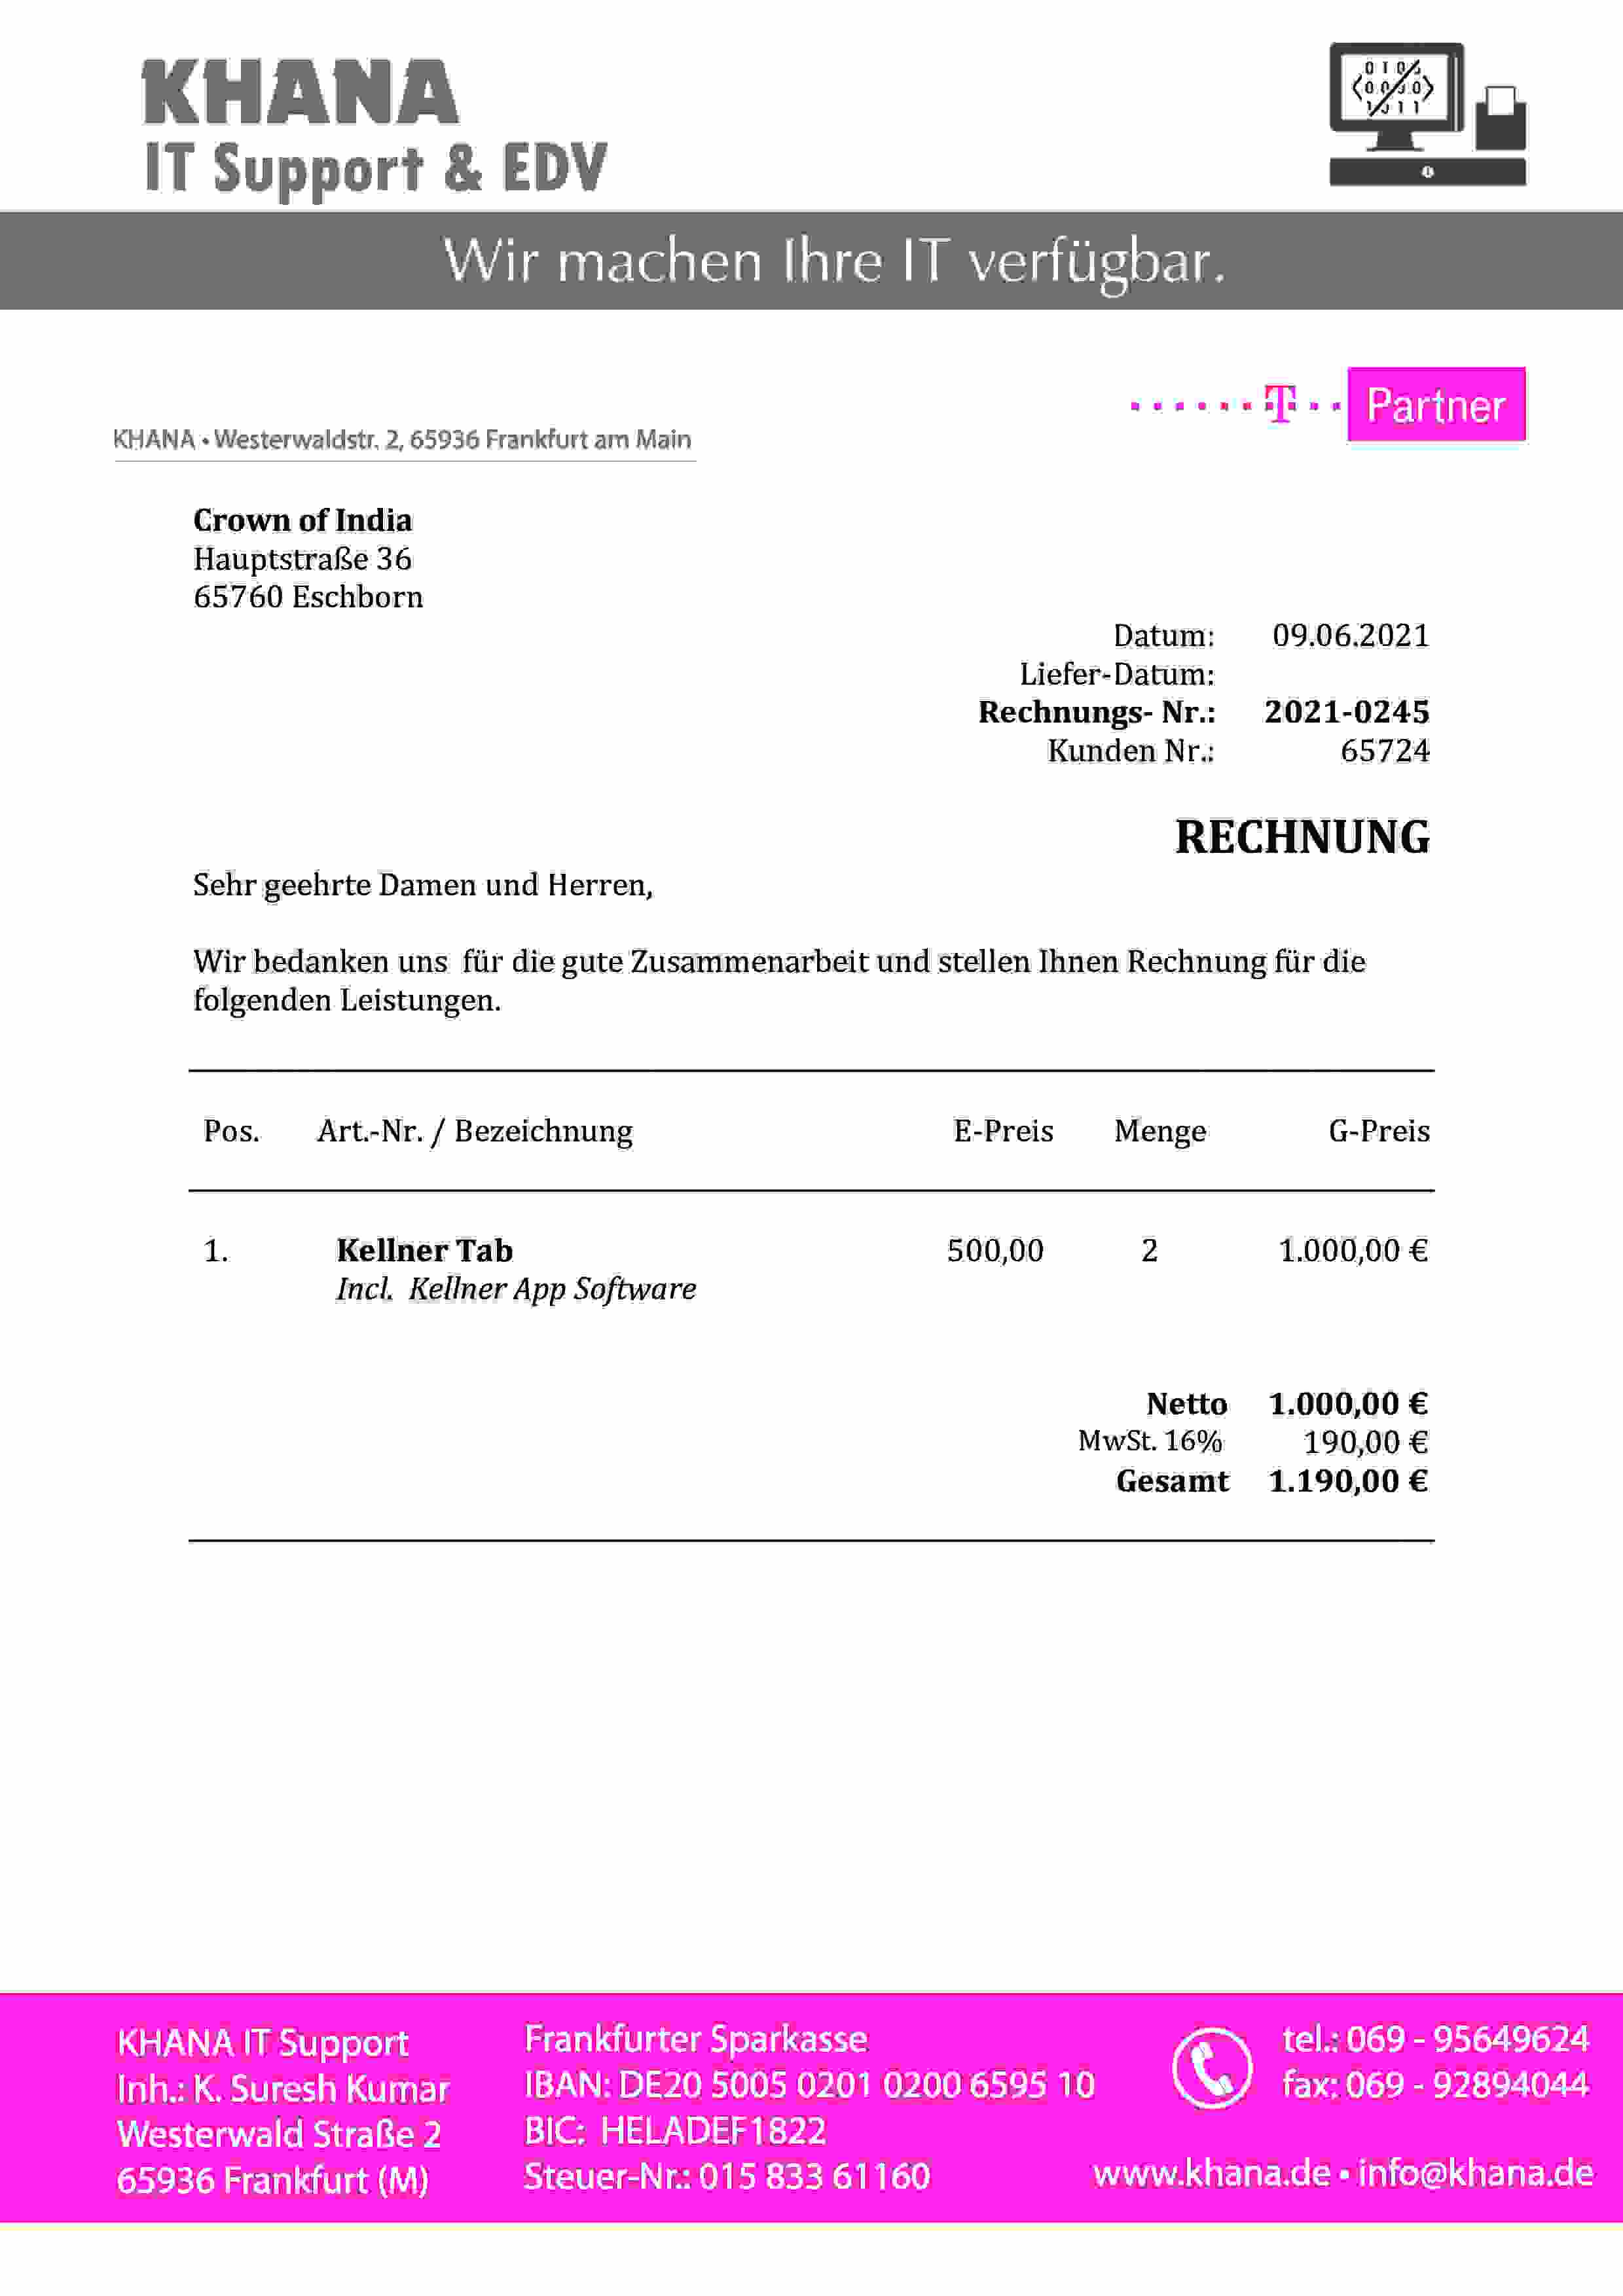 KHANA
IT Support & EDV
Wir machen Ihre IT verfügbar.
T Partner
KHANA • Westerwaldstr. 2, 65936 Frankfurt am Main
Crown of India
Hauptstraße 36
65760 Eschborn
Datum: 09.06.2021
Liefer-Datum:
Rechnungs- Nr.: 2021-0245
Kunden Nr.: 65724
RECHNUNG
Sehr geehrte Damen und Herren,
Wir bedanken uns für die gute Zusammenarbeit und stellen Ihnen Rechnung für die
folgenden Leistungen.
Pos. Art.-Nr. / Bezeichnung E-Preis Menge G-Preis
1. Kellner Tab 500,00 2 1.000,00 €
Incl. Kellner App Software
Netto 1.000,00 €
MwSt. 16% 190,00 €
Gesamt 1.190,00 €
KHANA IT Support
Inh.: K. Suresh Kumar
Westerwald Straße 2
65936 Frankfurt (M)
Frankfurter Sparkasse
IBAN: DE20 5005 0201 0200 6595 10
BIC: HELADEF1822
Steuer-Nr.: 015 833 61160
tel.: 069 - 95649624
fax: 069 - 92894044
www.khana.de • info@khana.de